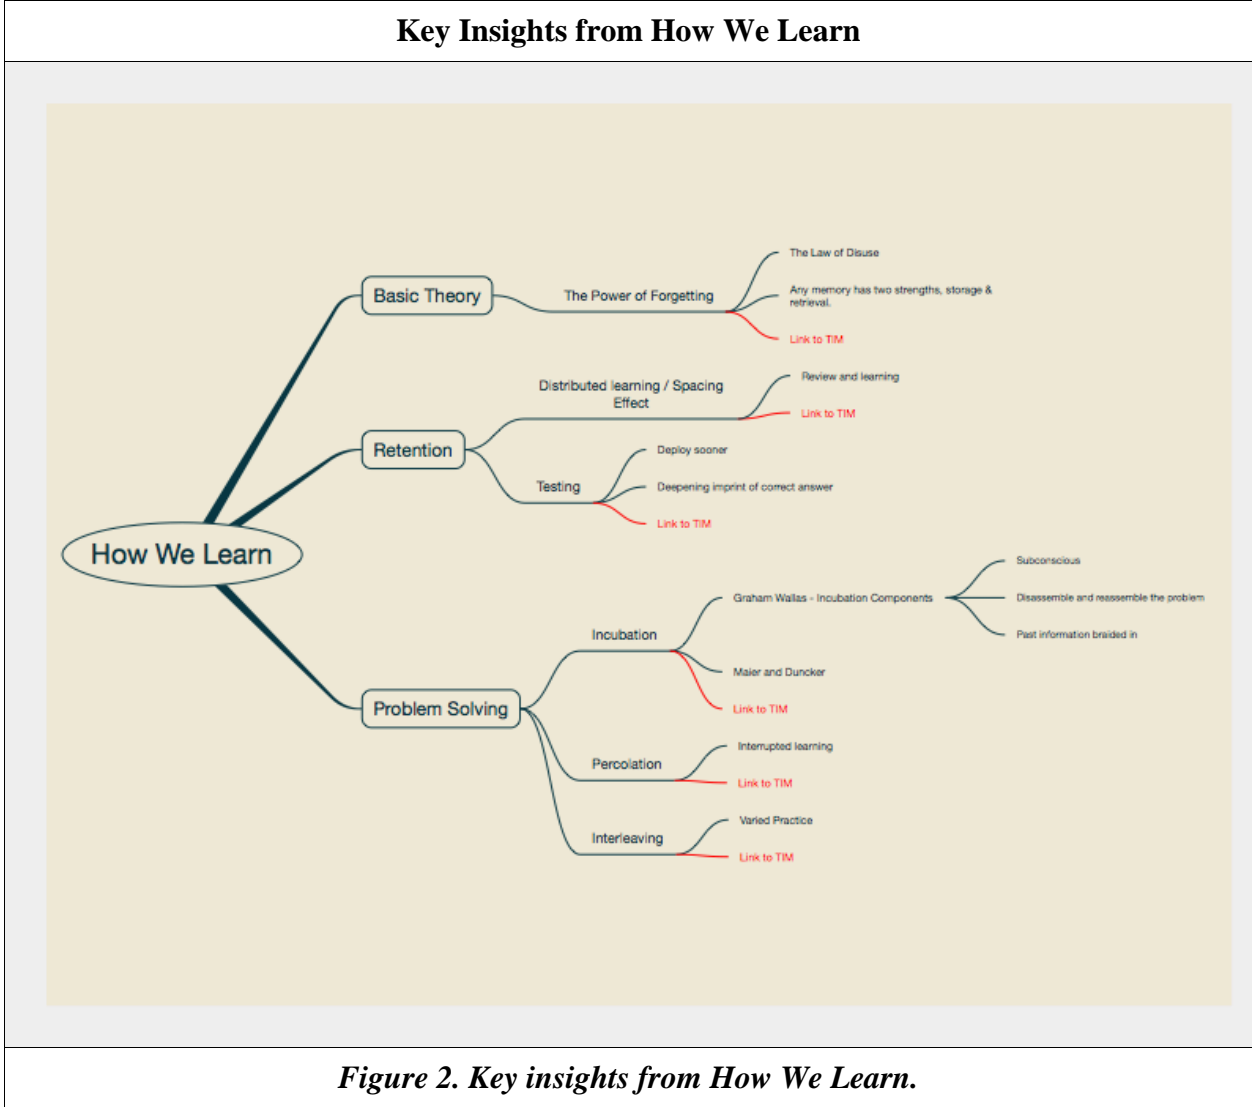 Key Insights from How We Learn
Basic Theory
The Power of Forgetting
The Law of Disuse
Any memory has two strengths, storage &
retrieval.
Link to TIM
Retention
Distributed learning / Spacing
Effect
Review and learning
Link to TIM
Testing
Deploy sooner
Deepening imprint of correct answer
Link to TIM
How We Learn
Problem Solving
Incubation
Graham Wallas - Incubation Components
Subconscious
Disassemble and reassemble the problem
Past information braided in
Maier and Duncker
Link to TIM
Percolation
Interrupted learning
Link to TIM
Interleaving
Varied Practice
Link to TIM
Figure 2. Key insights from How We Learn.